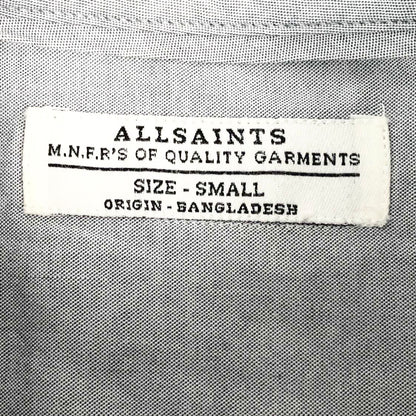 ALLSAINTS
M.N.F.R'S OF QUALITY GARMENTS
SIZE - SMALL
ORIGIN - BANGLADESH